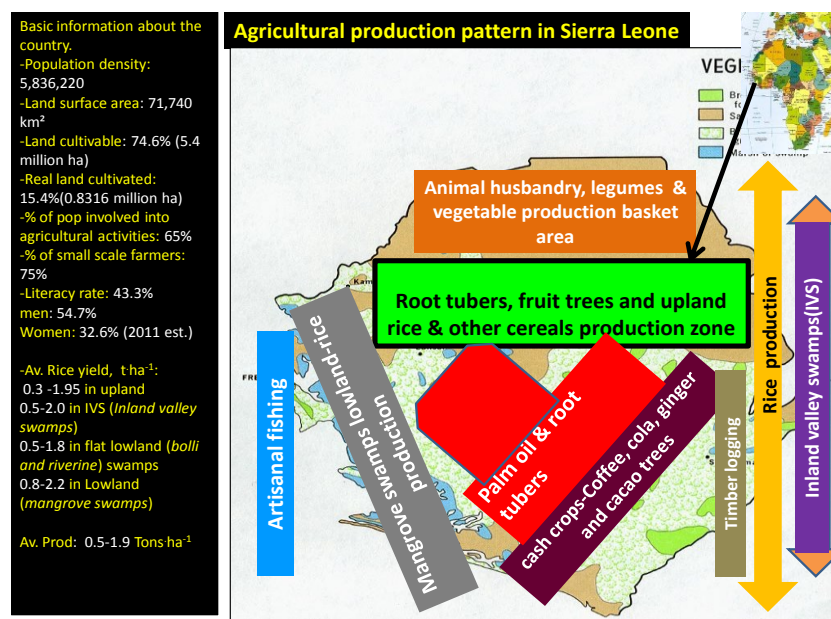 Basic information about the
country.
-Population density:
5,836,220
-Land surface area: 71,740
km²
-Land cultivable: 74.6% (5.4
million ha)
-Real land cultivated:
15.4%(0.8316 million ha)
-% of pop involved into
agricultural activities: 65%
-% of small scale farmers:
75%
-Literacy rate: 43.3%
men: 54.7%
Women: 32.6% (2011 est.)
-Av. Rice yield, t·ha⁻¹:
0.3 -1.95 in upland
0.5-2.0 in IVS (Inland valley
swamps)
0.5-1.8 in flat lowland (bolli
and riverine) swamps
0.8-2.2 in Lowland
(mangrove swamps)
Av. Prod: 0.5-1.9 Tons·ha⁻¹
Agricultural production pattern in Sierra Leone
Animal husbandry, legumes &
vegetable production basket
area
Root tubers, fruit trees and upland
rice & other cereals production zone
Artisanal fishing
Mangrove swamps lowland-rice
production
Palm oil & root
tubers
cash crops-Coffee, cola, ginger
and cacao trees
Timber logging
Rice production
Inland valley swamps(IVS)